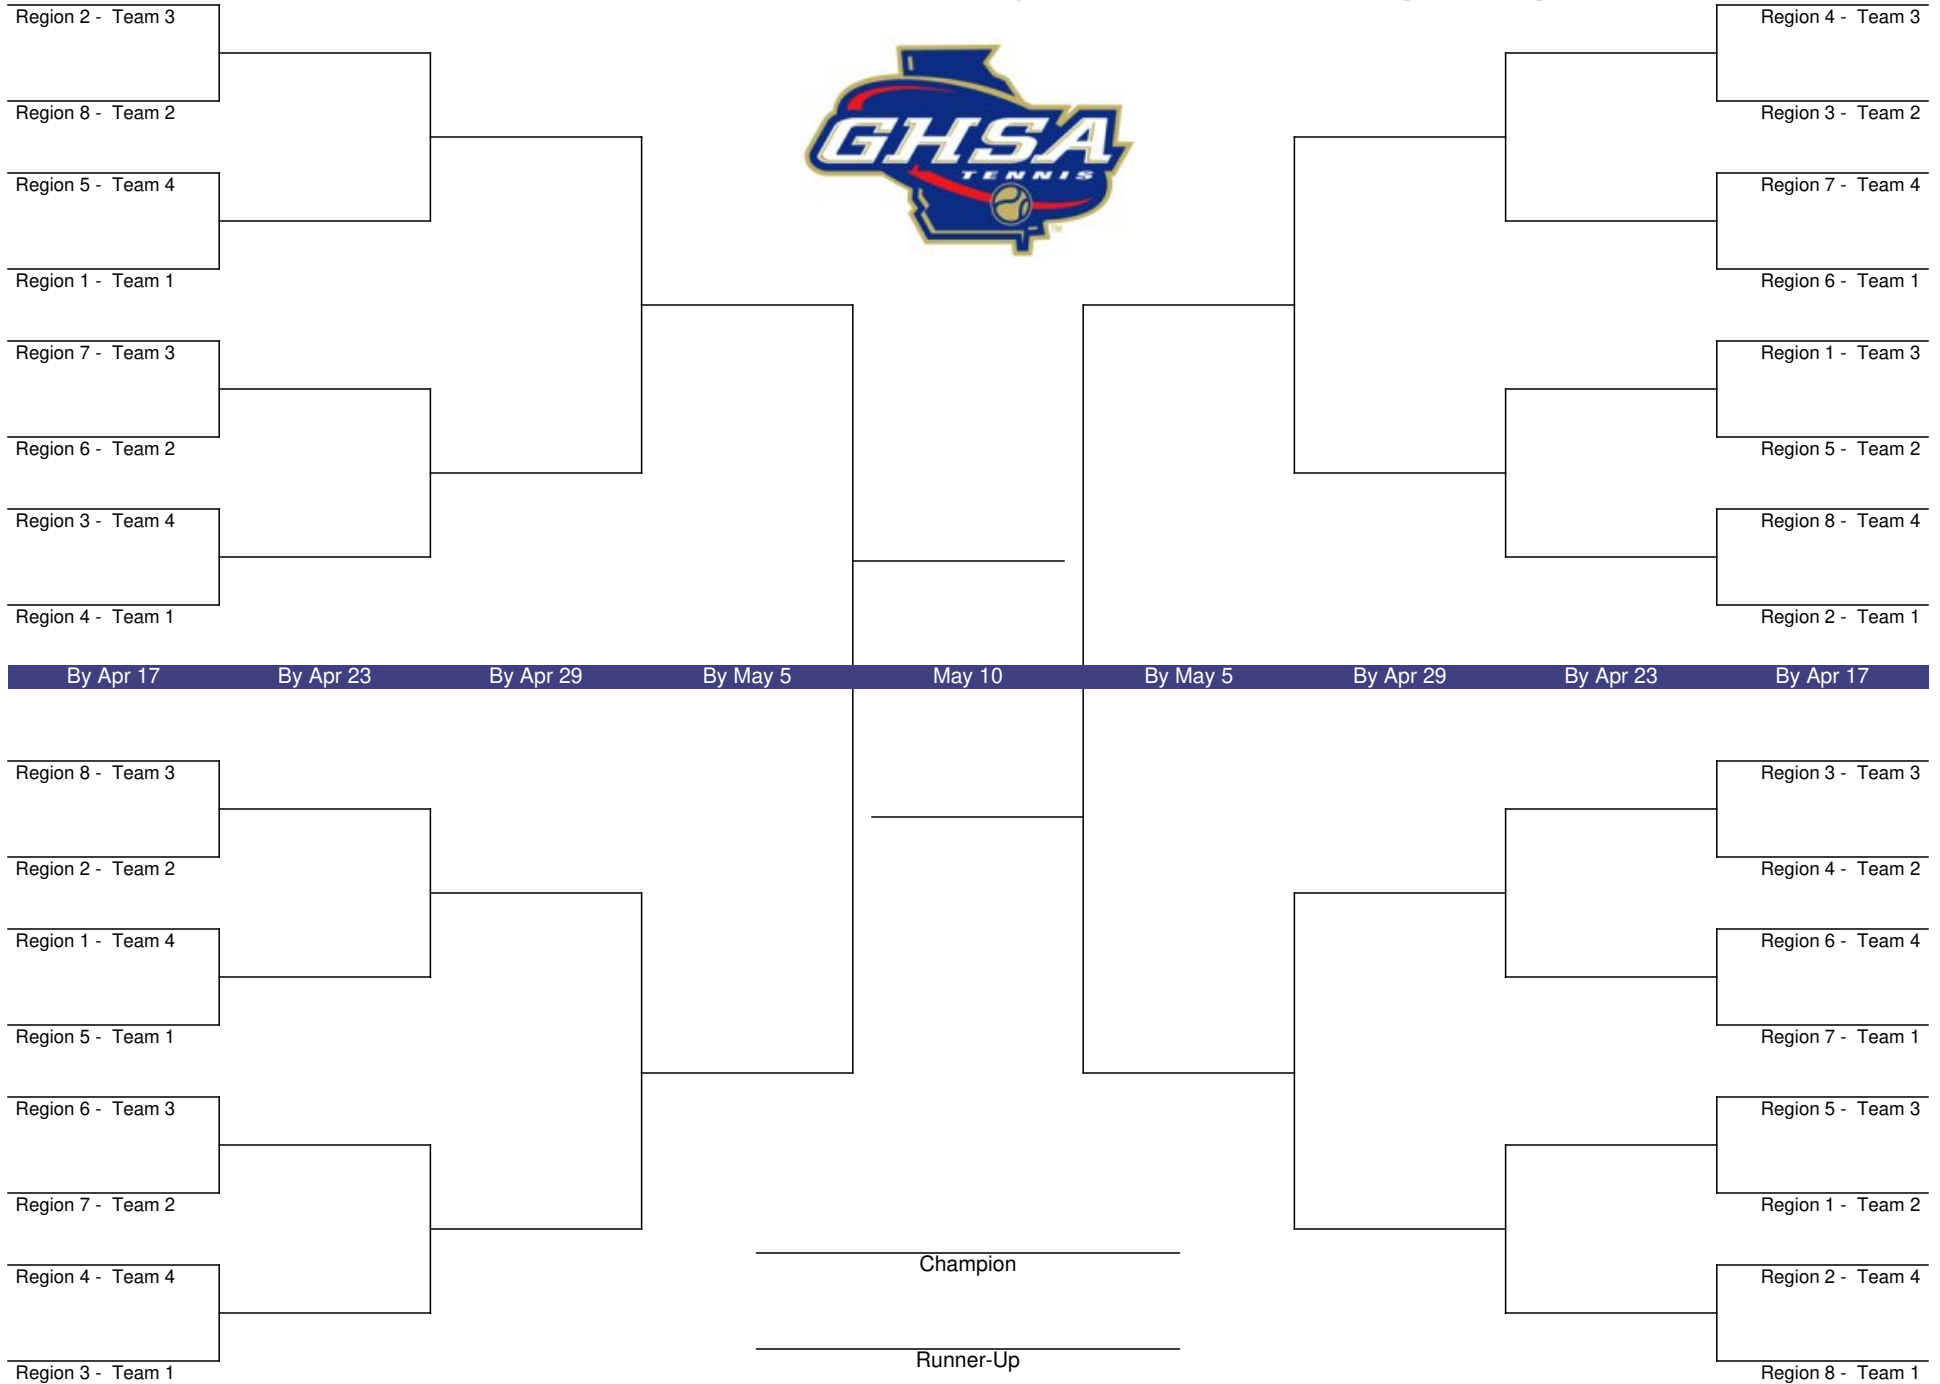 Region 2 - Team 3
Region 8 - Team 2
Region 5 - Team 4
Region 1 - Team 1
Region 7 - Team 3
Region 6 - Team 2
Region 3 - Team 4
Region 4 - Team 1
GHSA
TENNIS
TM
Region 4 - Team 3
Region 3 - Team 2
Region 7 - Team 4
Region 6 - Team 1
Region 1 - Team 3
Region 5 - Team 2
Region 8 - Team 4
Region 2 - Team 1
By Apr 17 By Apr 23 By Apr 29 By May 5 May 10 By May 5 By Apr 29 By Apr 23 By Apr 17
Region 8 - Team 3
Region 2 - Team 2
Region 1 - Team 4
Region 5 - Team 1
Region 6 - Team 3
Region 7 - Team 2
Region 4 - Team 4
Region 3 - Team 1
Champion
Runner-Up
Region 3 - Team 3
Region 4 - Team 2
Region 6 - Team 4
Region 7 - Team 1
Region 5 - Team 3
Region 1 - Team 2
Region 2 - Team 4
Region 8 - Team 1